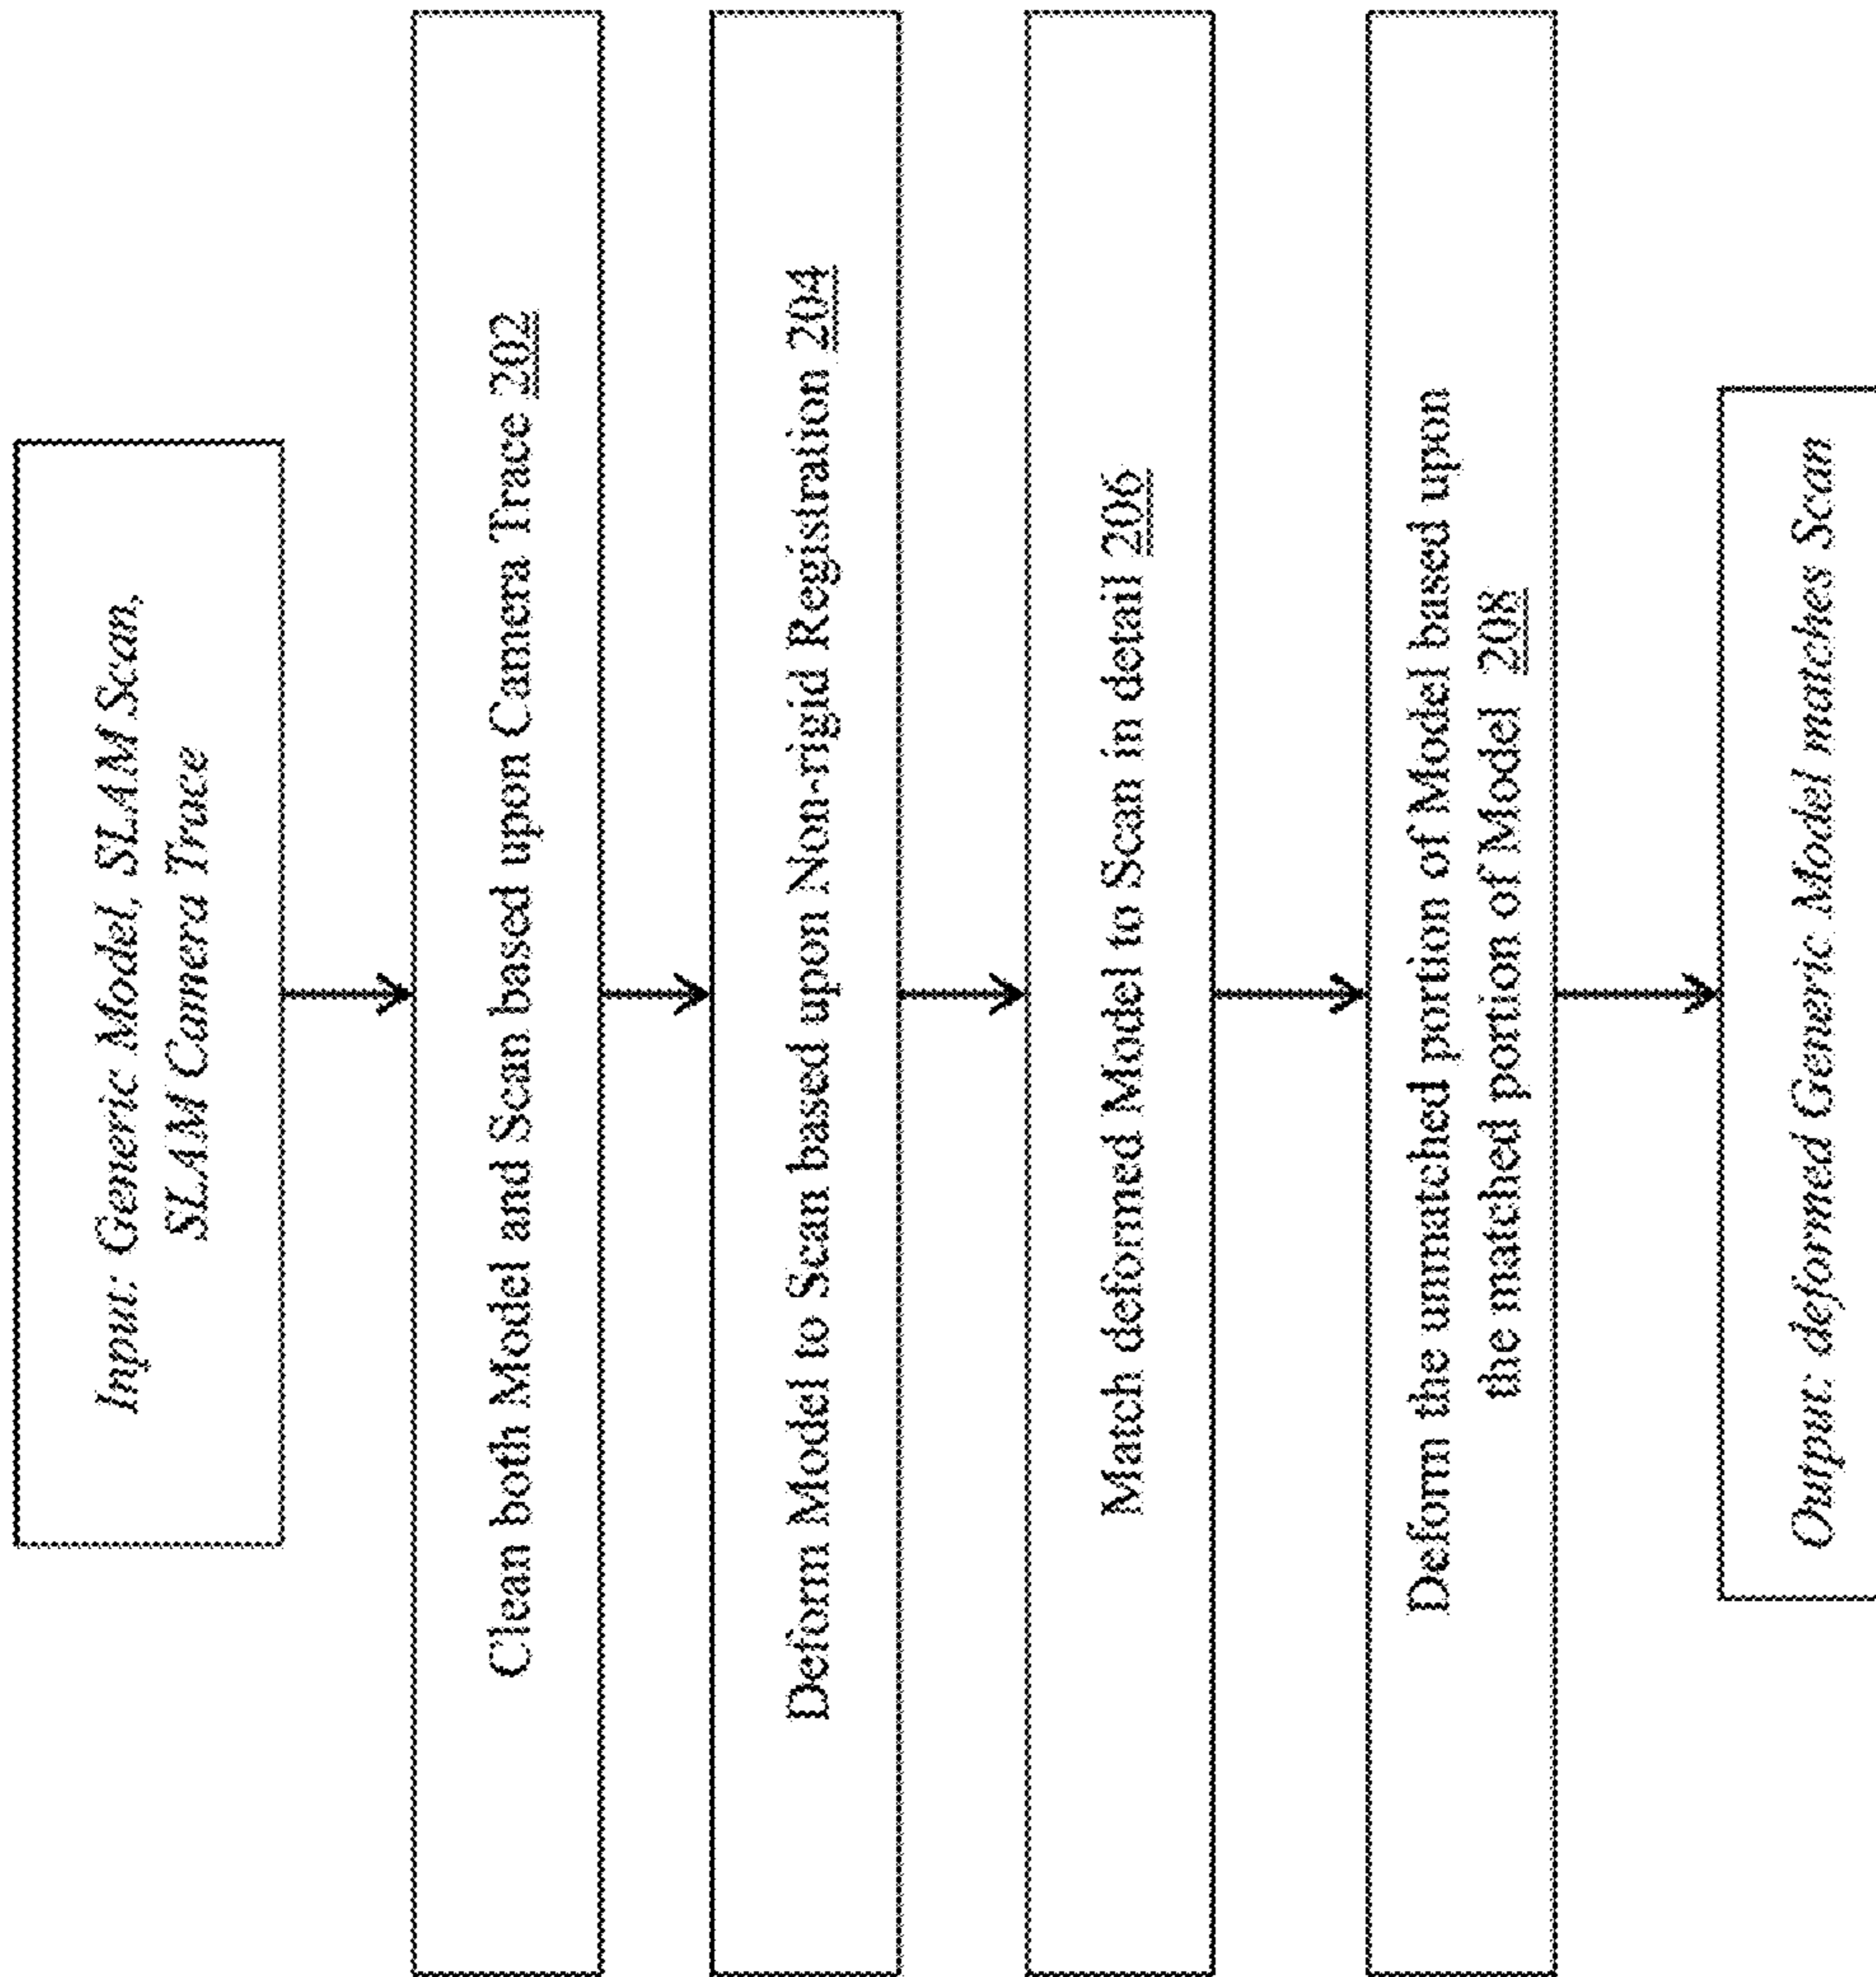 Input: Generic Model, SLAM Scan,
SLAM Camera Trace
Clean both Model and Scan based upon Camera Trace 202
Deform Model to Scan based upon Non-rigid Registration 204
Match deformed Model to Scan in detail 206
Deform the unmatched portion of Model based upon
the matched portion of Model 208
Output: deformed Generic Model matches Scan